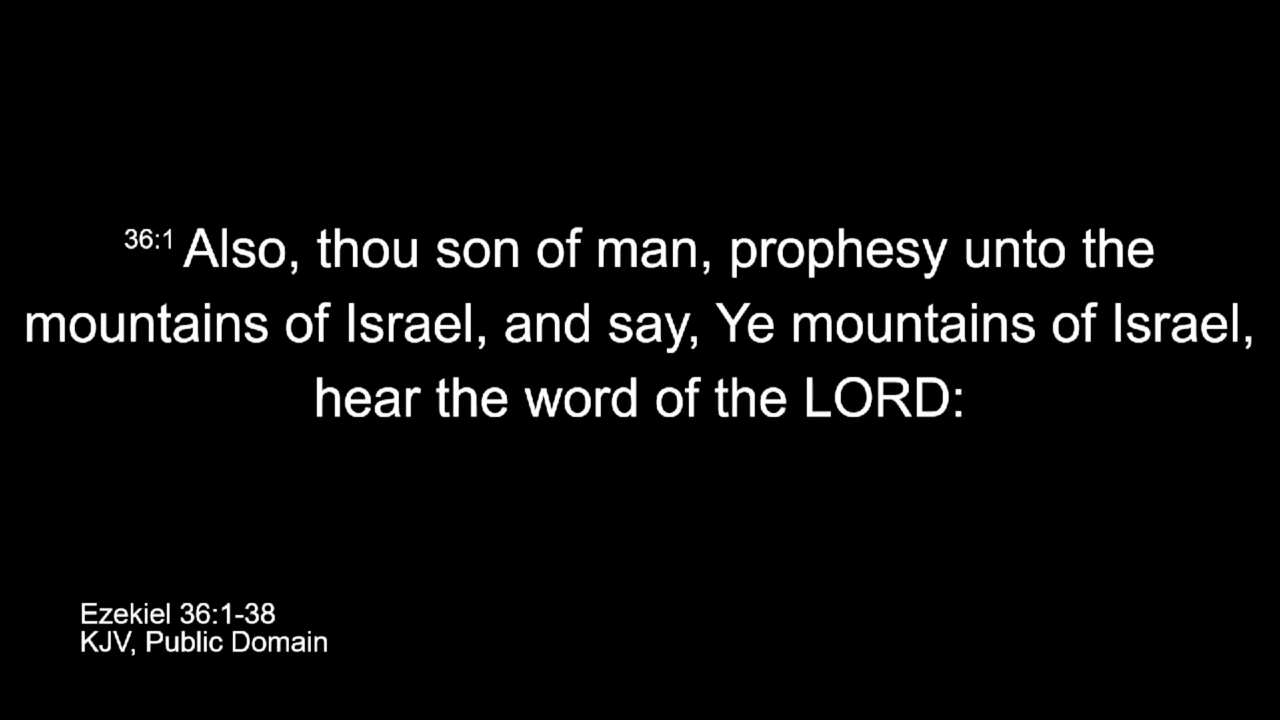 36:1 Also, thou son of man, prophesy unto the
mountains of Israel, and say, Ye mountains of Israel,
hear the word of the LORD:
Ezekiel 36:1-38
KJV, Public Domain